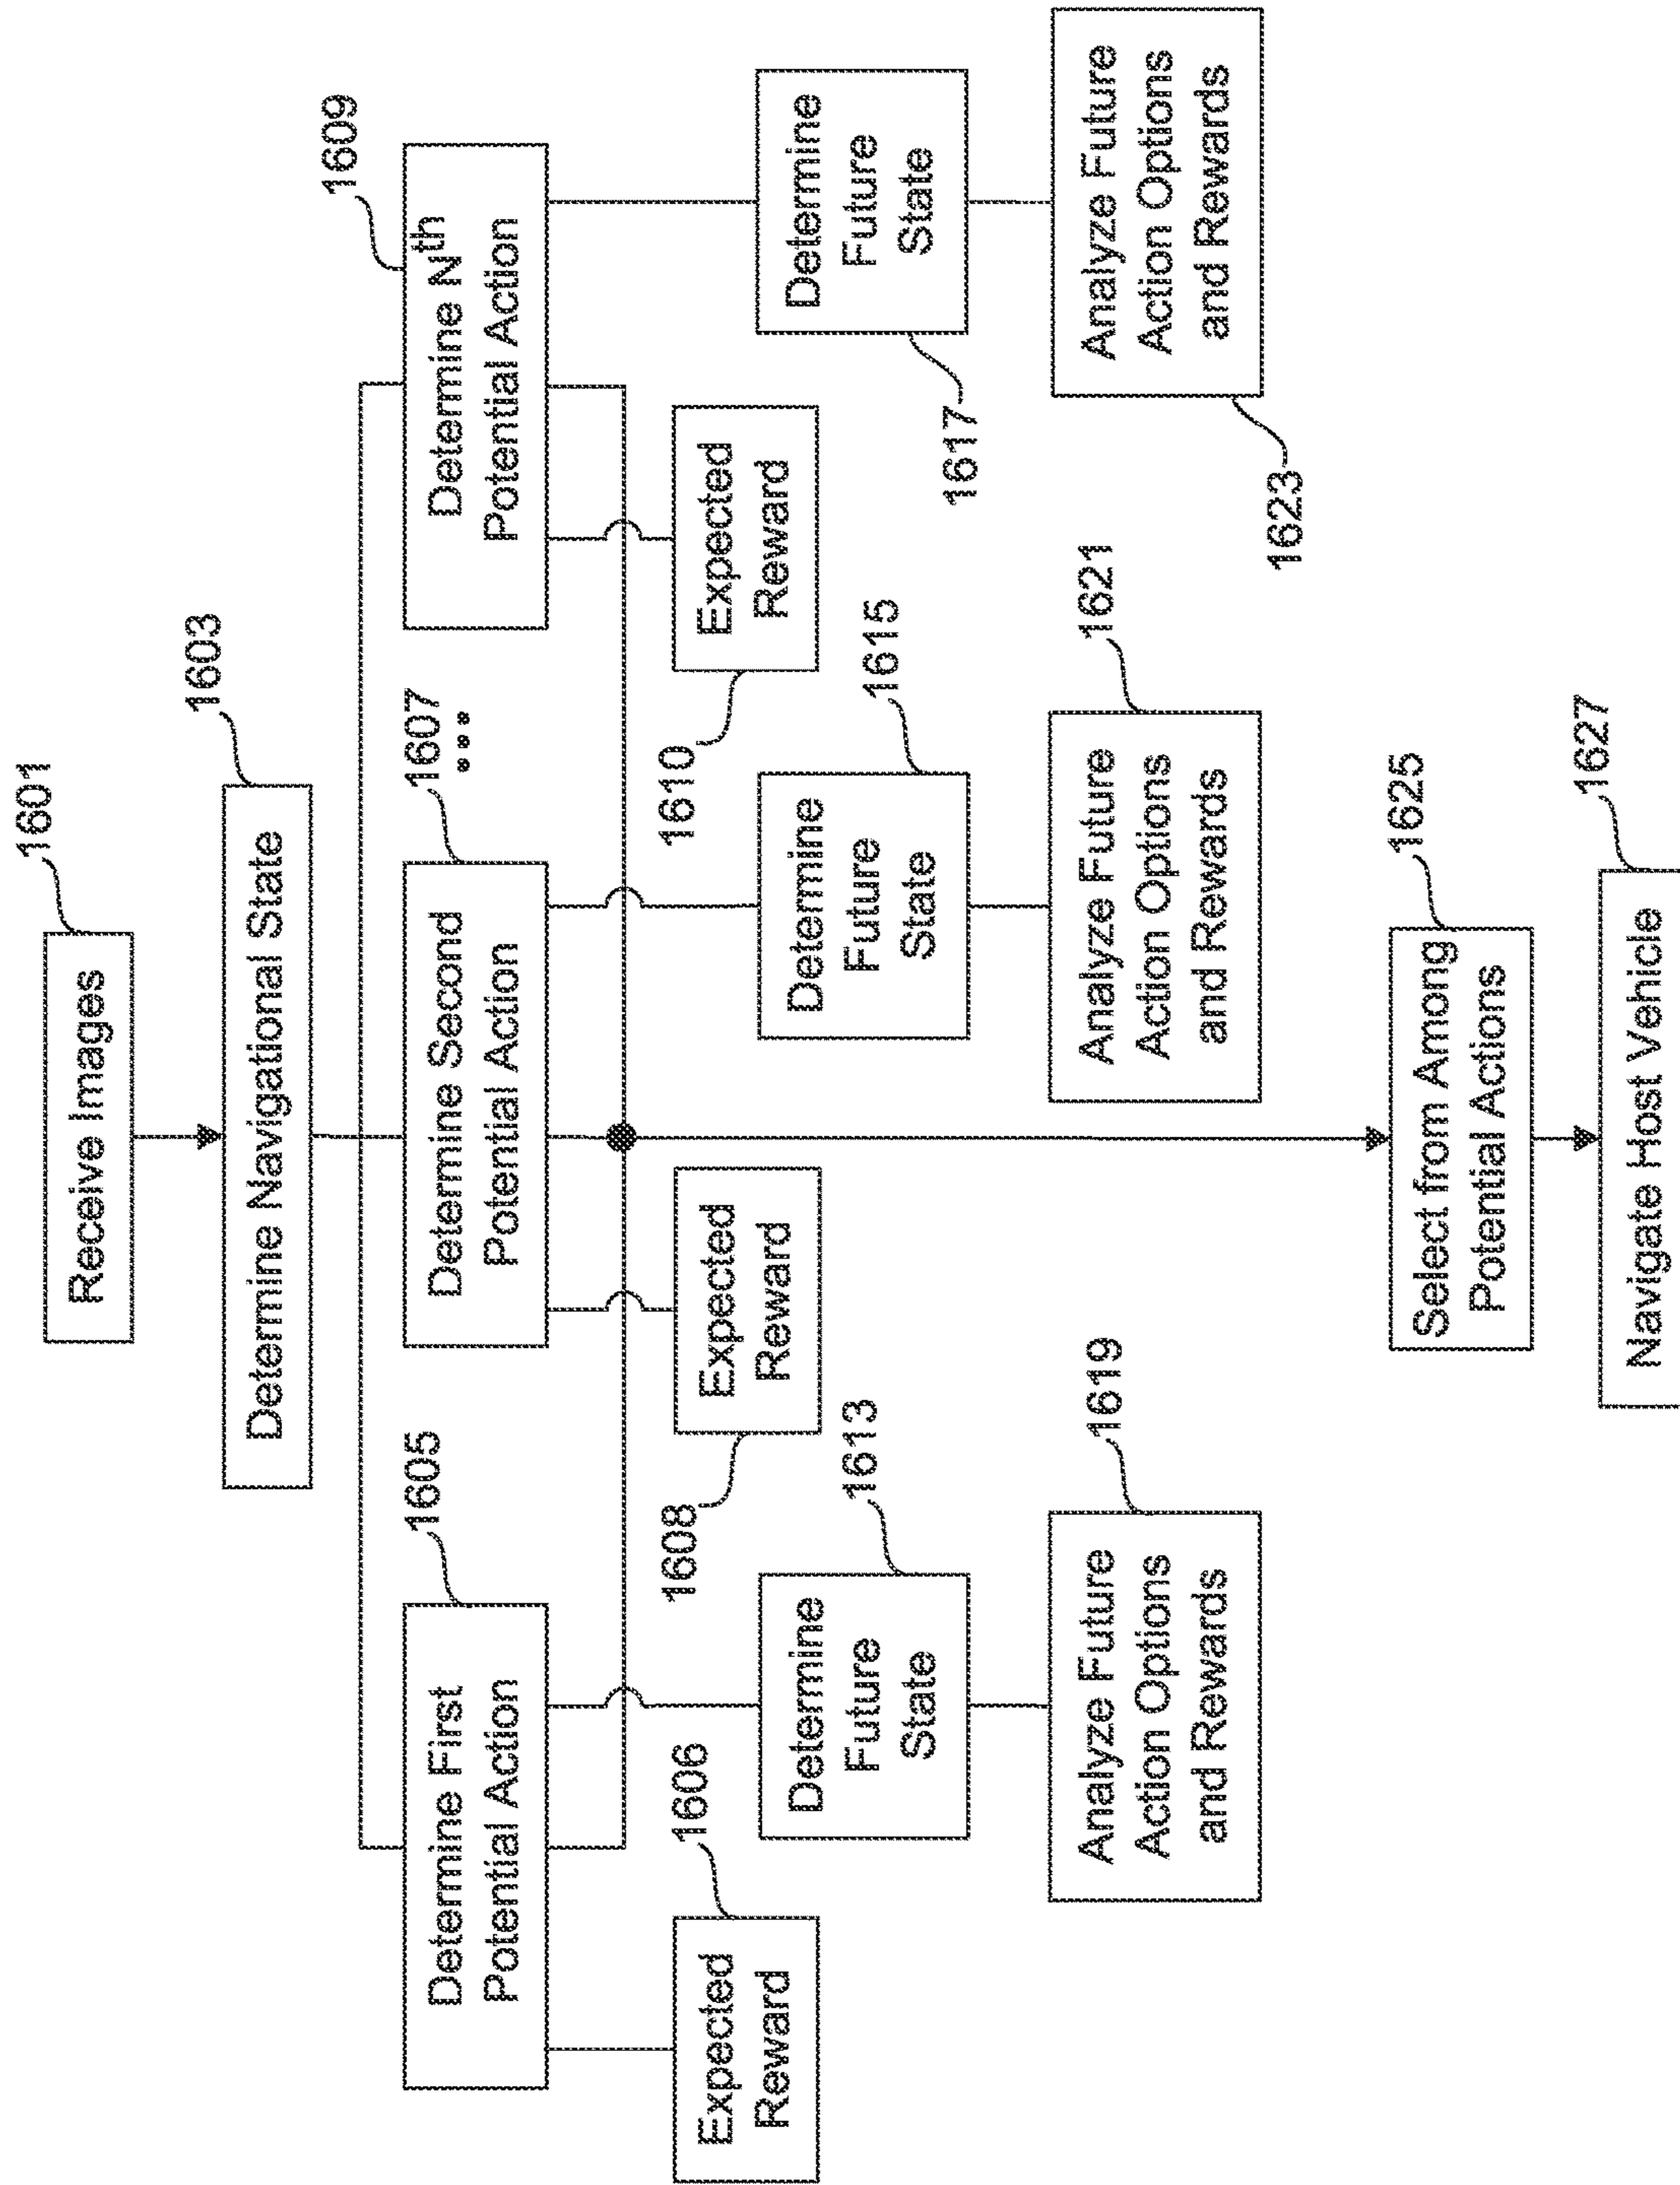 1601
Receive Images
1603
Determine Navigational State
1605
Determine First
Potential Action
1607
Determine Second
Potential Action
1609
Determine Nth
Potential Action
1606
Expected
Reward
1608
Expected
Reward
1610
Expected
Reward
1613
Determine
Future
State
1615
Determine
Future
State
1617
Determine
Future
State
1619
Analyze Future
Action Options
and Rewards
1621
Analyze Future
Action Options
and Rewards
1623
Analyze Future
Action Options
and Rewards
1625
Select from Among
Potential Actions
1627
Navigate Host Vehicle